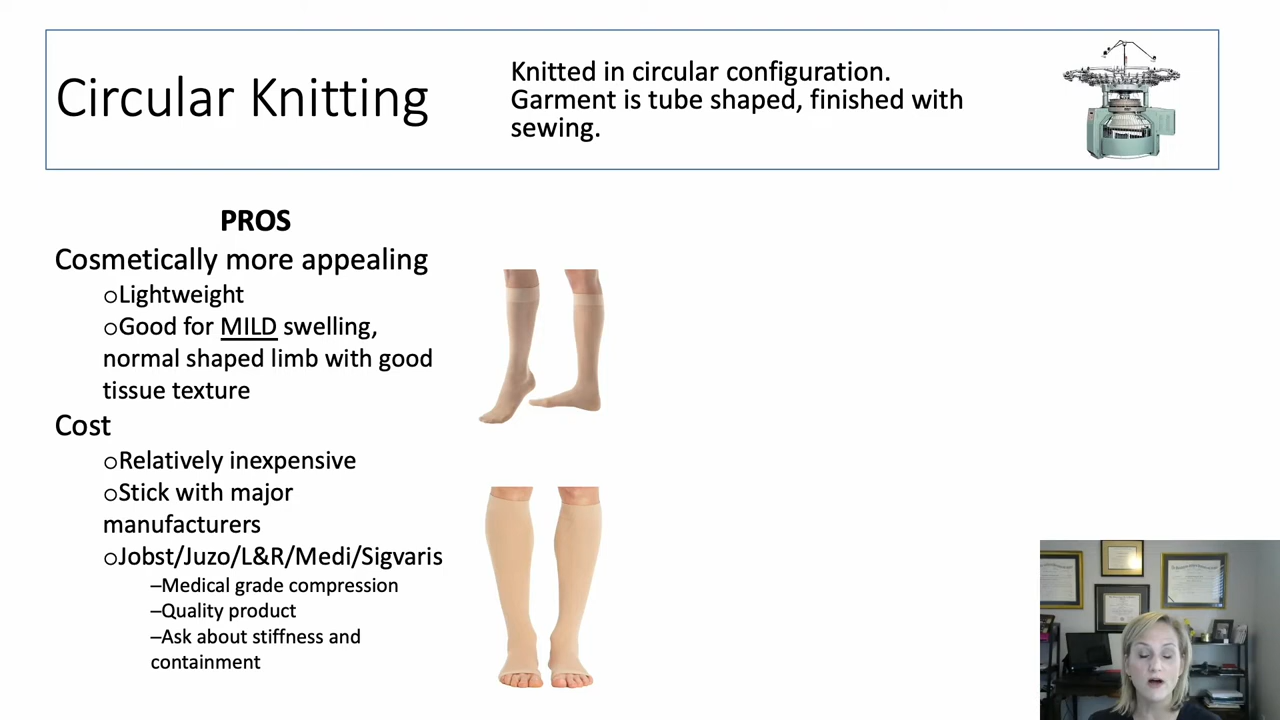 Circular Knitting
Knitted in circular configuration.
Garment is tube shaped, finished with
sewing.
PROS
Cosmetically more appealing
oLightweight
oGood for MILD swelling,
normal shaped limb with good
tissue texture
Cost
oRelatively inexpensive
oStick with major
manufacturers
oJobst/Juzo/L&R/Medi/Sigvaris
–Medical grade compression
–Quality product
–Ask about stiffness and
containment